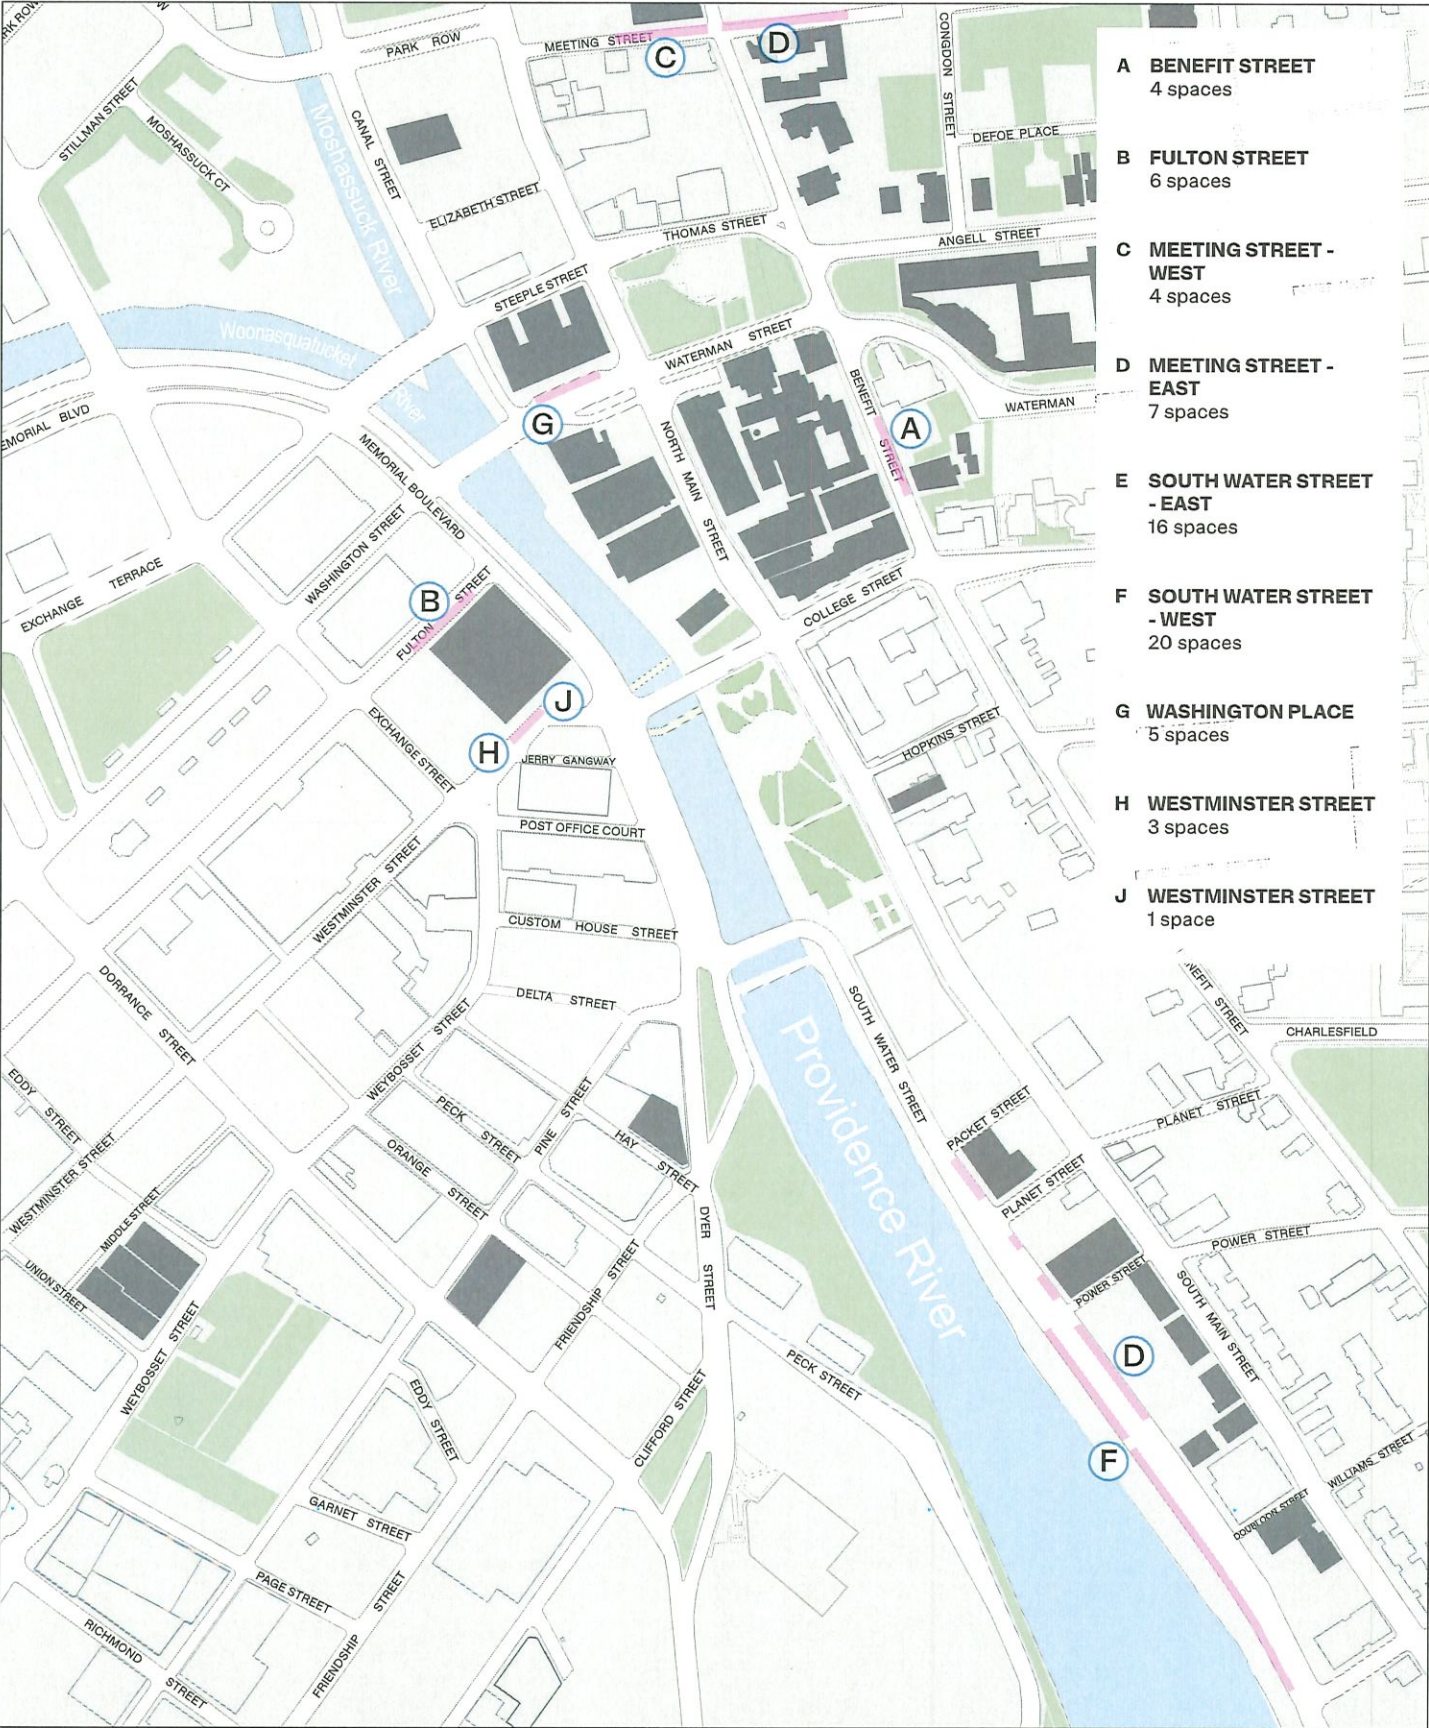 PARK ROW
MEETING STREET
C
D
CONGDON STREET
STILLMAN STREET
MOSHASSUCK CT
CANAL STREET
Moshassuck River
DEFOE PLACE
ELIZABETH STREET
THOMAS STREET
ANGELL STREET
STEEPLE STREET
Woonasquatucket
River
WATERMAN STREET
BENEFIT STREET
A
WATERMAN
G
EMORIAL BLVD
MEMORIAL BOULEVARD
NORTH MAIN STREET
WASHINGTON STREET
EXCHANGE TERRACE
B
FULTON STREET
COLLEGE STREET
J
H
EXCHANGE STREET
JERRY GANGWAY
HOPKINS STREET
POST OFFICE COURT
WESTMINSTER STREET
CUSTOM HOUSE STREET
DORRANCE STREET
DELTA STREET
SOUTH WATER STREET
Providence River
NEFIT STREET
CHARLESFIELD
WEYBOSSET STREET
EDDY STREET
PECK STREET
PINE STREET
HAY STREET
ORANGE STREET
PACKET STREET
PLANET STREET
PLANET STREET
WESTMINSTER STREET
MIDDLE STREET
UNION STREET
DYER STREET
POWER STREET
POWER STREET
SOUTH MAIN STREET
FRIENDSHIP STREET
WEYBOSSET STREET
D
PECK STREET
EDDY STREET
CLIFFORD STREET
F
WILLIAMS STREET
DOUBLOON STREET
GARNET STREET
PAGE STREET
FRIENDSHIP STREET
RICHMOND STREET
A BENEFIT STREET
4 spaces
B FULTON STREET
6 spaces
C MEETING STREET -
WEST
4 spaces
D MEETING STREET -
EAST
7 spaces
E SOUTH WATER STREET
- EAST
16 spaces
F SOUTH WATER STREET
- WEST
20 spaces
G WASHINGTON PLACE
5 spaces
H WESTMINSTER STREET
3 spaces
J WESTMINSTER STREET
1 space